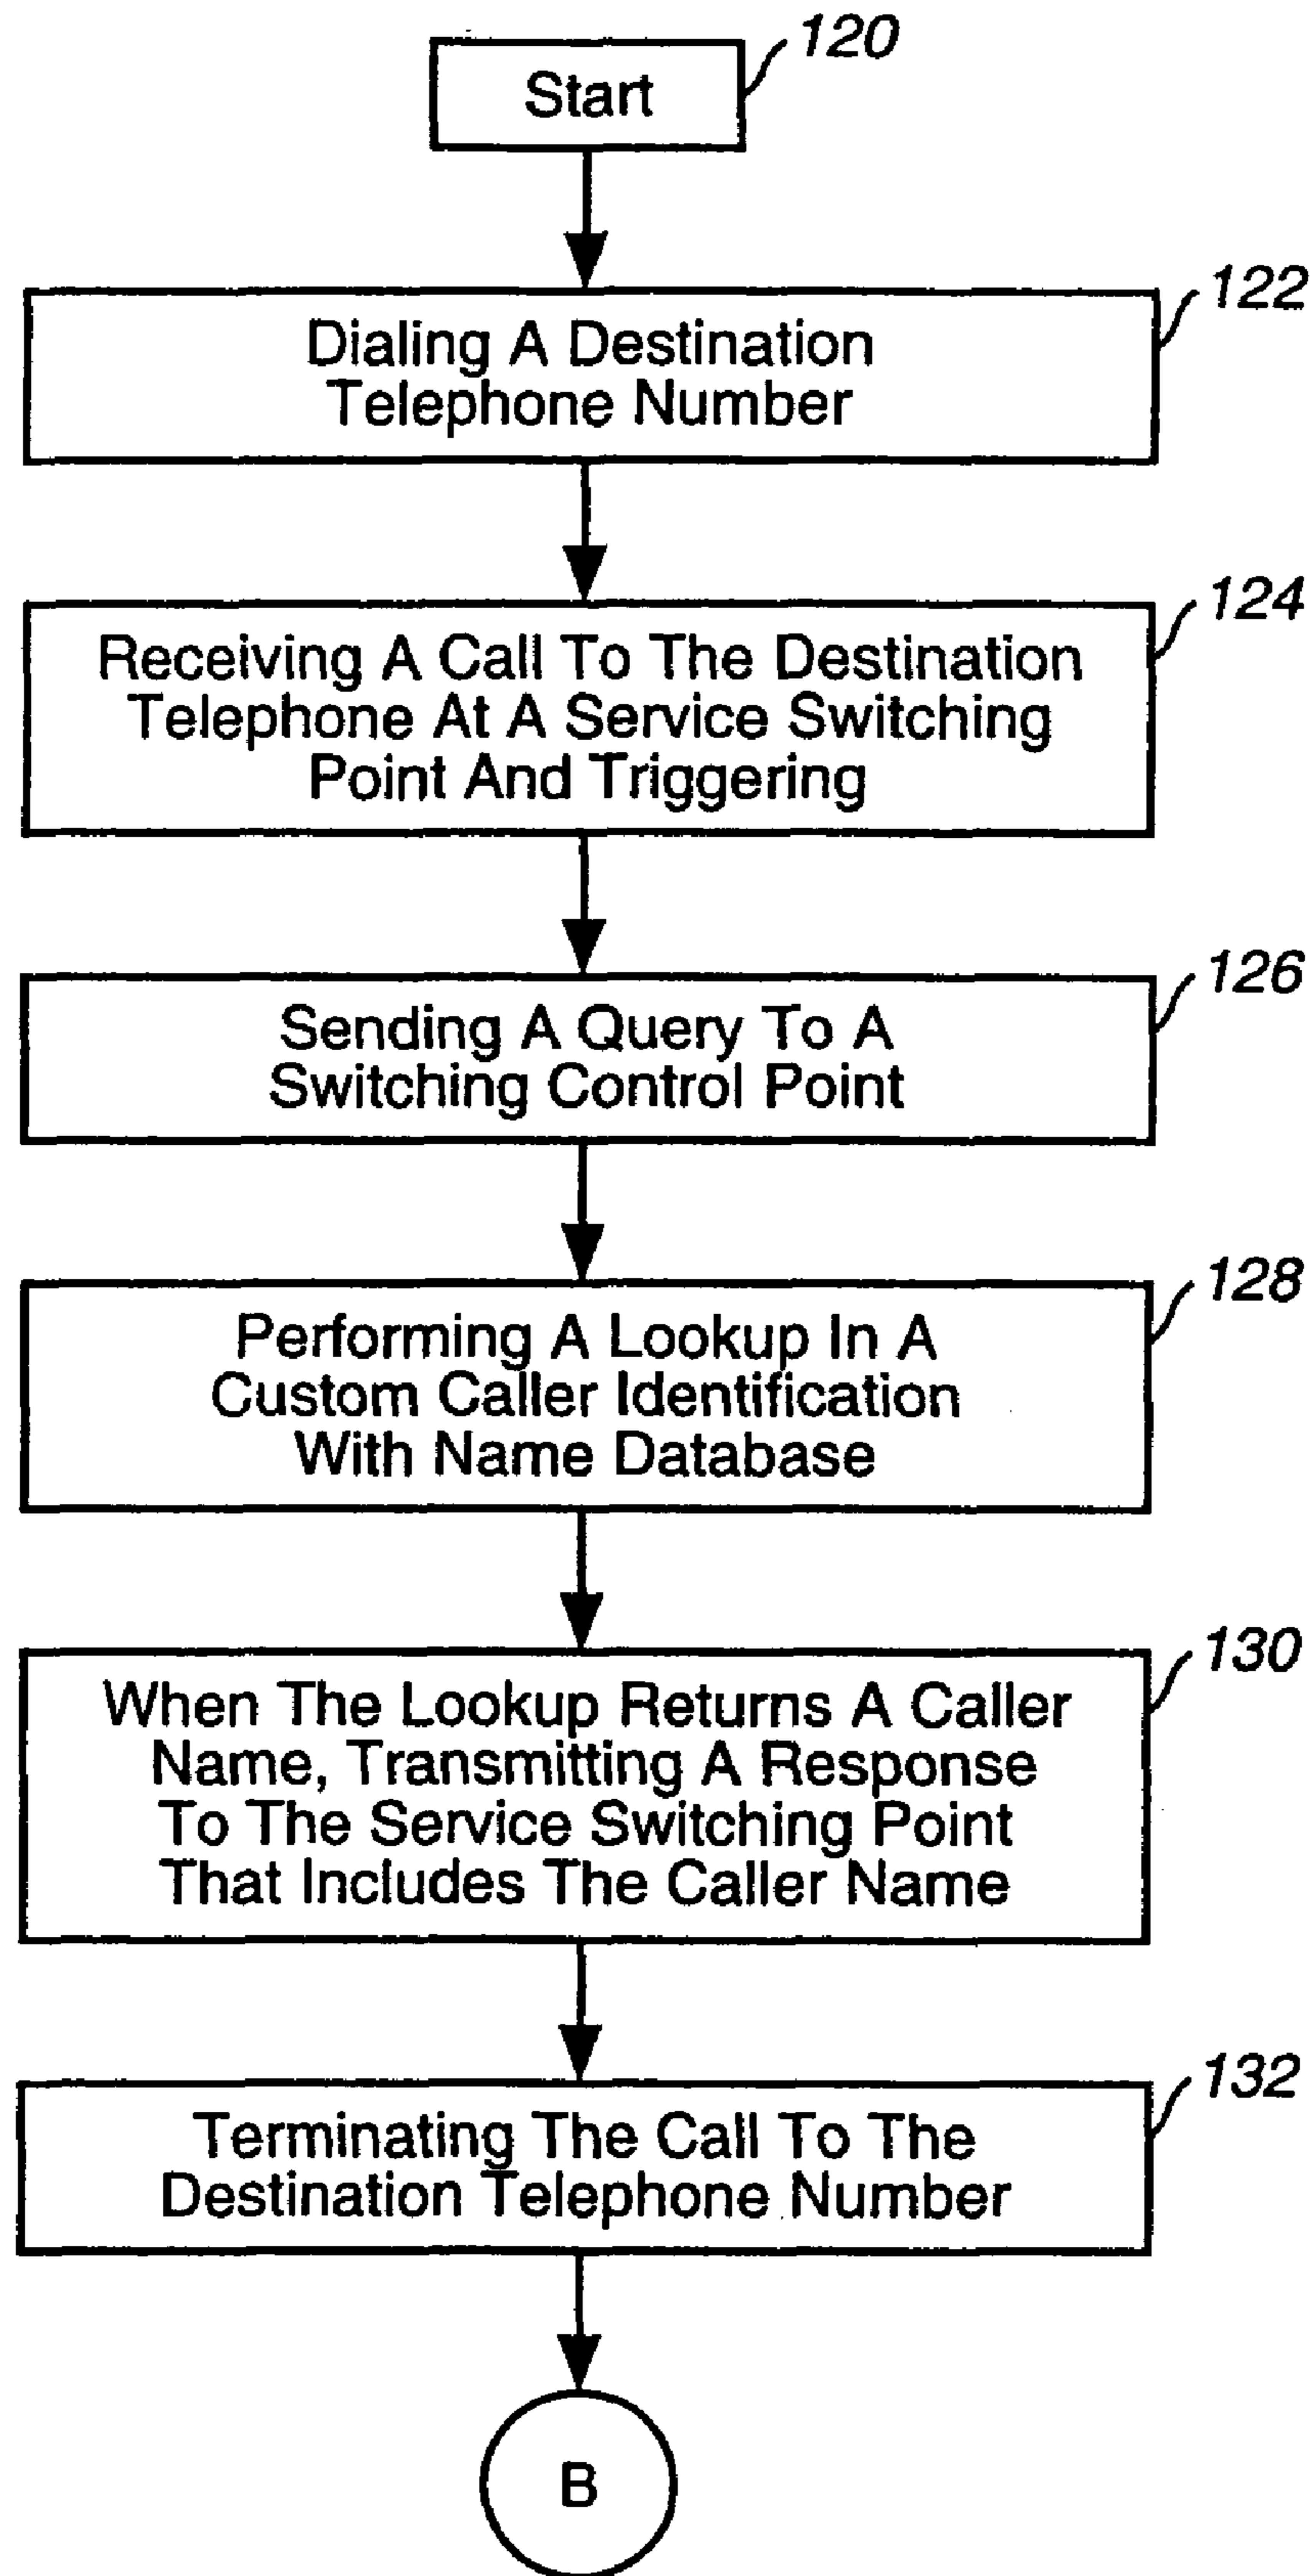 120
Start
122
Dialing A Destination
Telephone Number
124
Receiving A Call To The Destination
Telephone At A Service Switching
Point And Triggering
126
Sending A Query To A
Switching Control Point
128
Performing A Lookup In A
Custom Caller Identification
With Name Database
130
When The Lookup Returns A Caller
Name, Transmitting A Response
To The Service Switching Point
That Includes The Caller Name
132
Terminating The Call To The
Destination Telephone Number
B